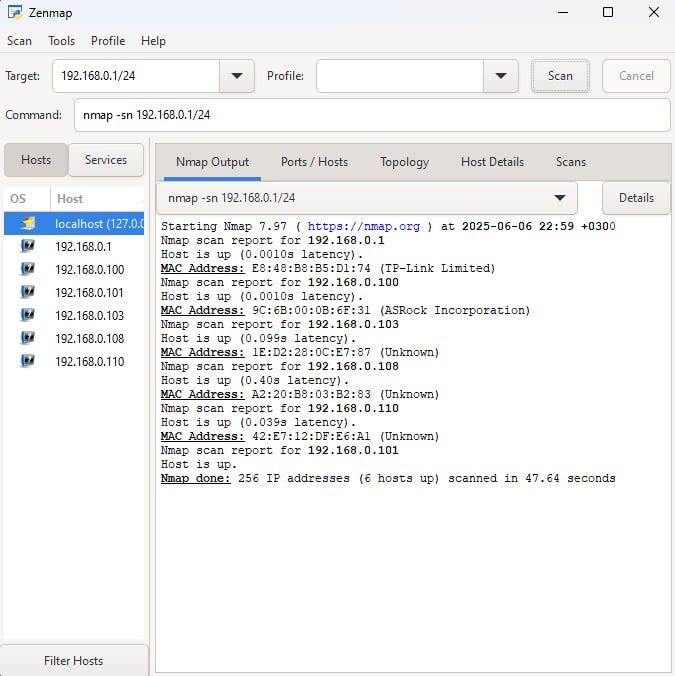 Zenmap
Scan Tools Profile Help
Target: 192.168.0.1/24 Profile: Scan Cancel
Command: nmap -sn 192.168.0.1/24
Hosts Services
OS Host
localhost (127.0.0
192.168.0.1
192.168.0.100
192.168.0.101
192.168.0.103
192.168.0.108
192.168.0.110
Filter Hosts
Nmap Output Ports / Hosts Topology Host Details Scans
nmap -sn 192.168.0.1/24 Details
Starting Nmap 7.97 ( https://nmap.org ) at 2025-06-06 22:59 +0300
Nmap scan report for 192.168.0.1
Host is up (0.0010s latency).
MAC Address: E8:48:B8:B5:D1:74 (TP-Link Limited)
Nmap scan report for 192.168.0.100
Host is up (0.0010s latency).
MAC Address: 9C:6B:00:0B:6F:31 (ASRock Incorporation)
Nmap scan report for 192.168.0.103
Host is up (0.099s latency).
MAC Address: 1E:D2:28:0C:E7:87 (Unknown)
Nmap scan report for 192.168.0.108
Host is up (0.40s latency).
MAC Address: A2:20:B8:03:B2:83 (Unknown)
Nmap scan report for 192.168.0.110
Host is up (0.039s latency).
MAC Address: 42:E7:12:DF:E6:A1 (Unknown)
Nmap scan report for 192.168.0.101
Host is up.
Nmap done: 256 IP addresses (6 hosts up) scanned in 47.64 seconds